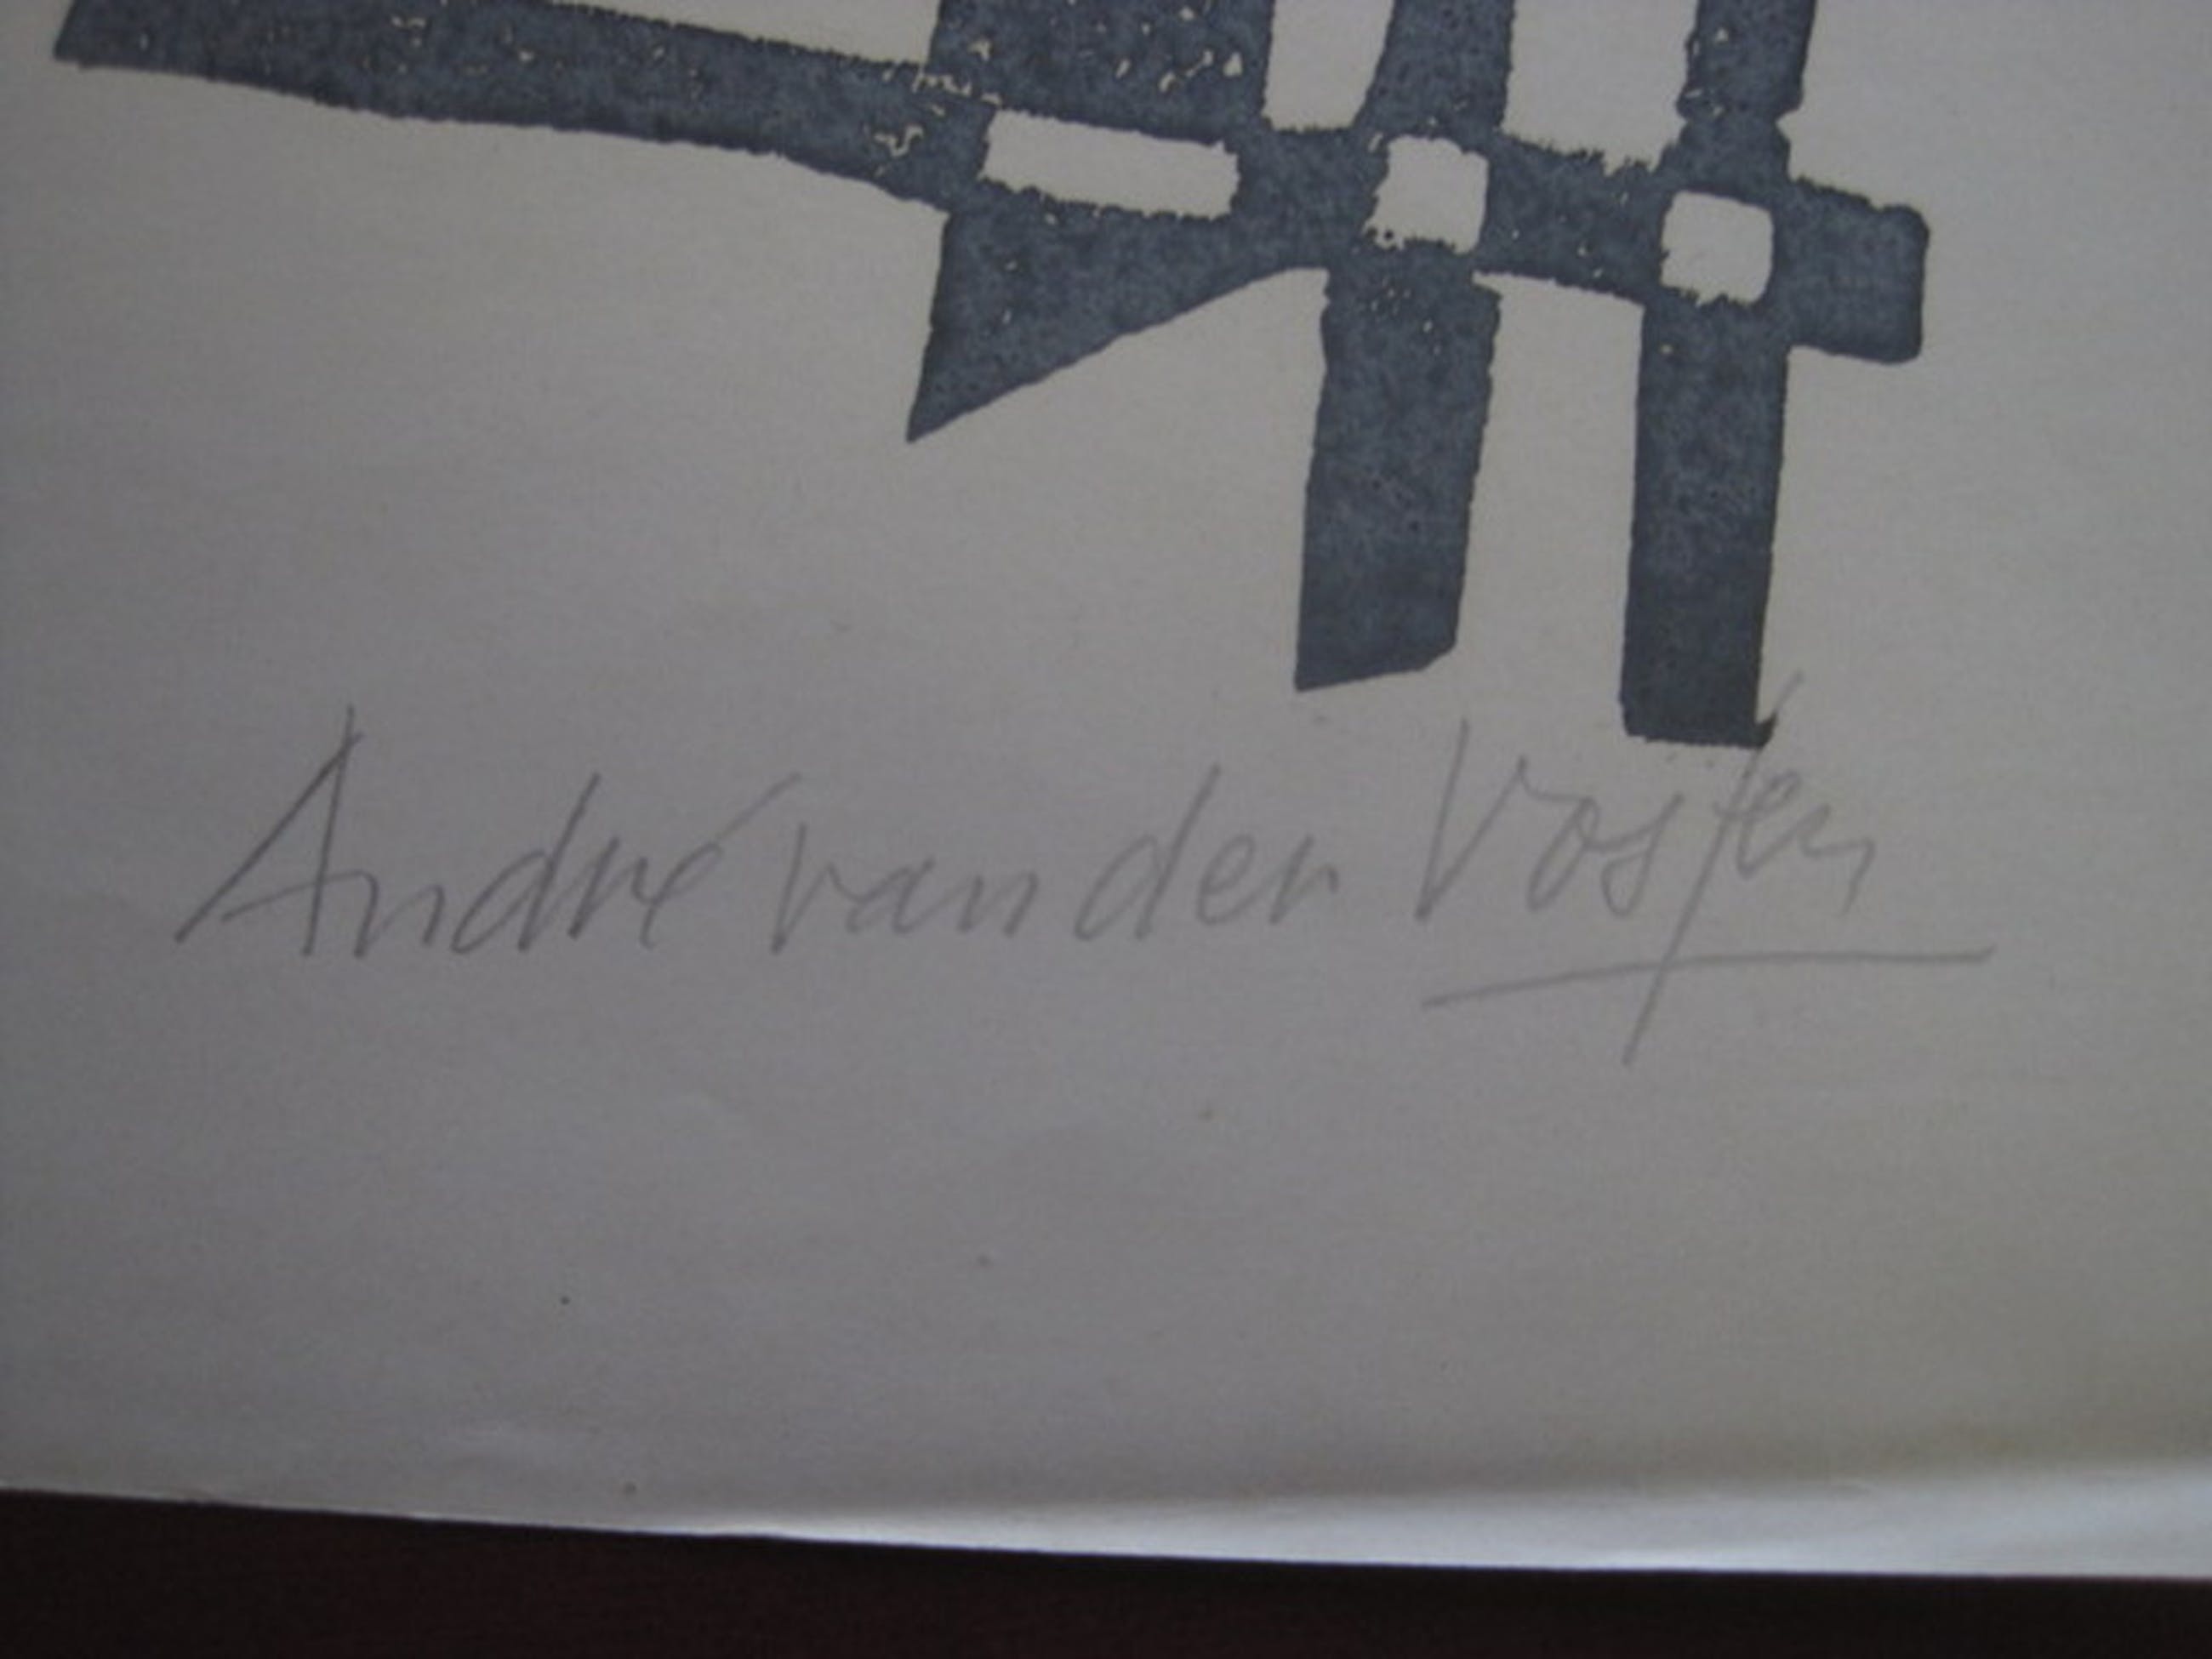 André van der Vossen